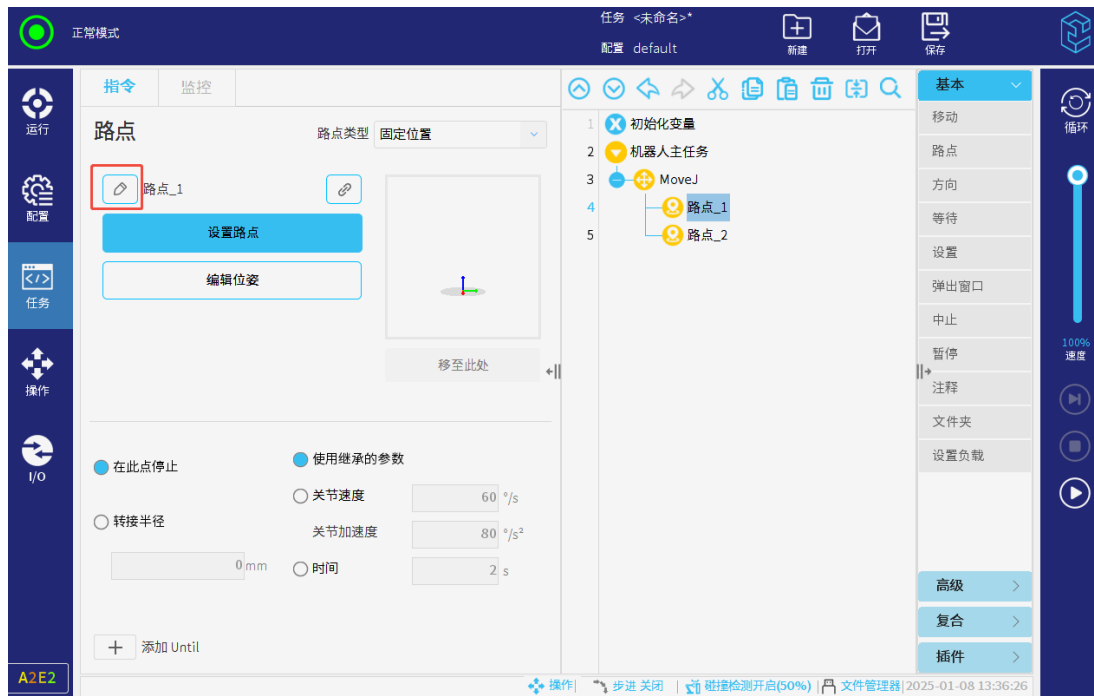 正常模式
任务 <未命名>*
配置 default
新建
打开
保存
运行
配置
任务
操作
I/O
A2E2
指令
监控
路点
路点类型 固定位置
路点_1
设置路点
编辑位姿
移至此处
在此点停止
使用继承的参数
关节速度 60 °/s
转接半径
关节加速度 80 °/s²
0 mm
时间 2 s
添加 Until
1 初始化变量
2 机器人主任务
3 MoveJ
4 路点_1
5 路点_2
基本
移动
路点
方向
等待
设置
弹出窗口
中止
暂停
注释
文件夹
设置负载
高级
复合
插件
循环
100%
速度
操作 步进 关闭 碰撞检测开启(50%) 文件管理器 2025-01-08 13:36:26